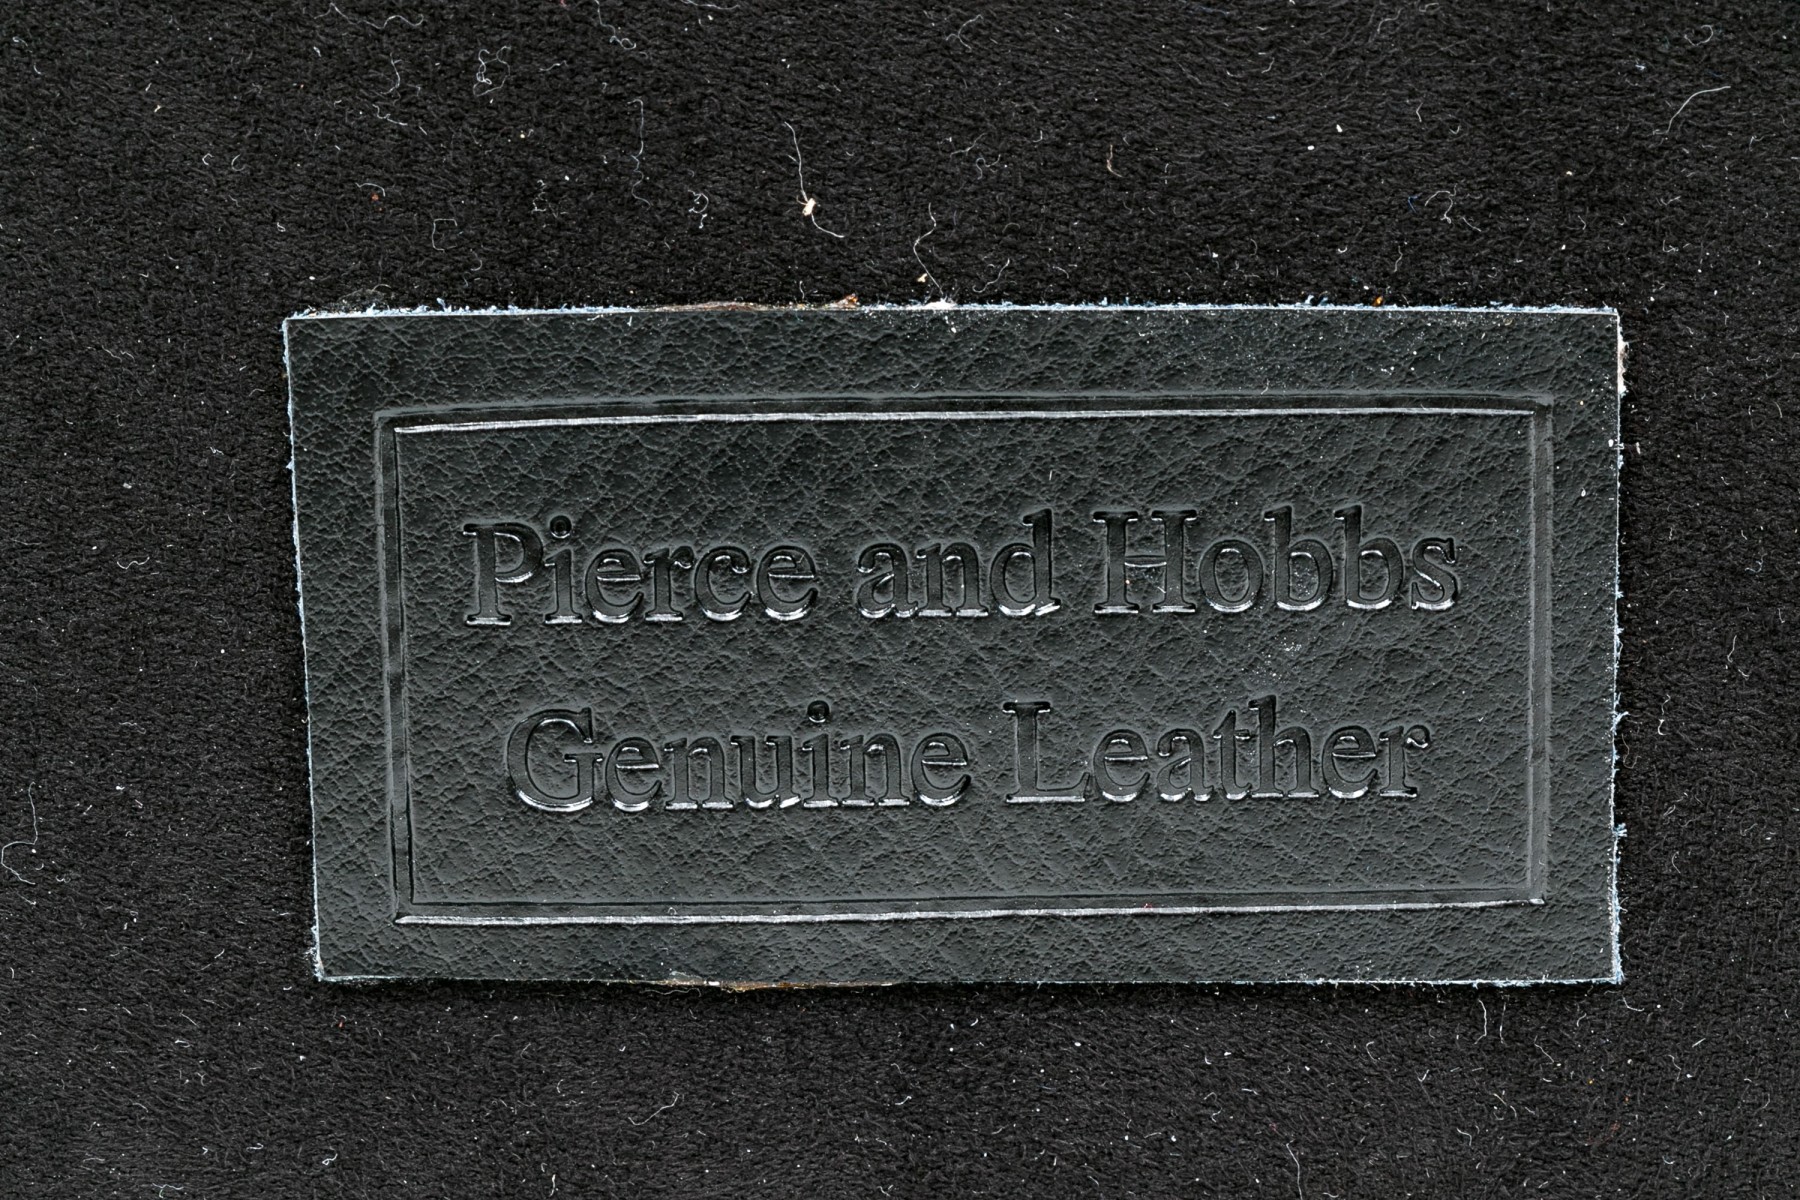 Pierce and Hobbs
Genuine Leather